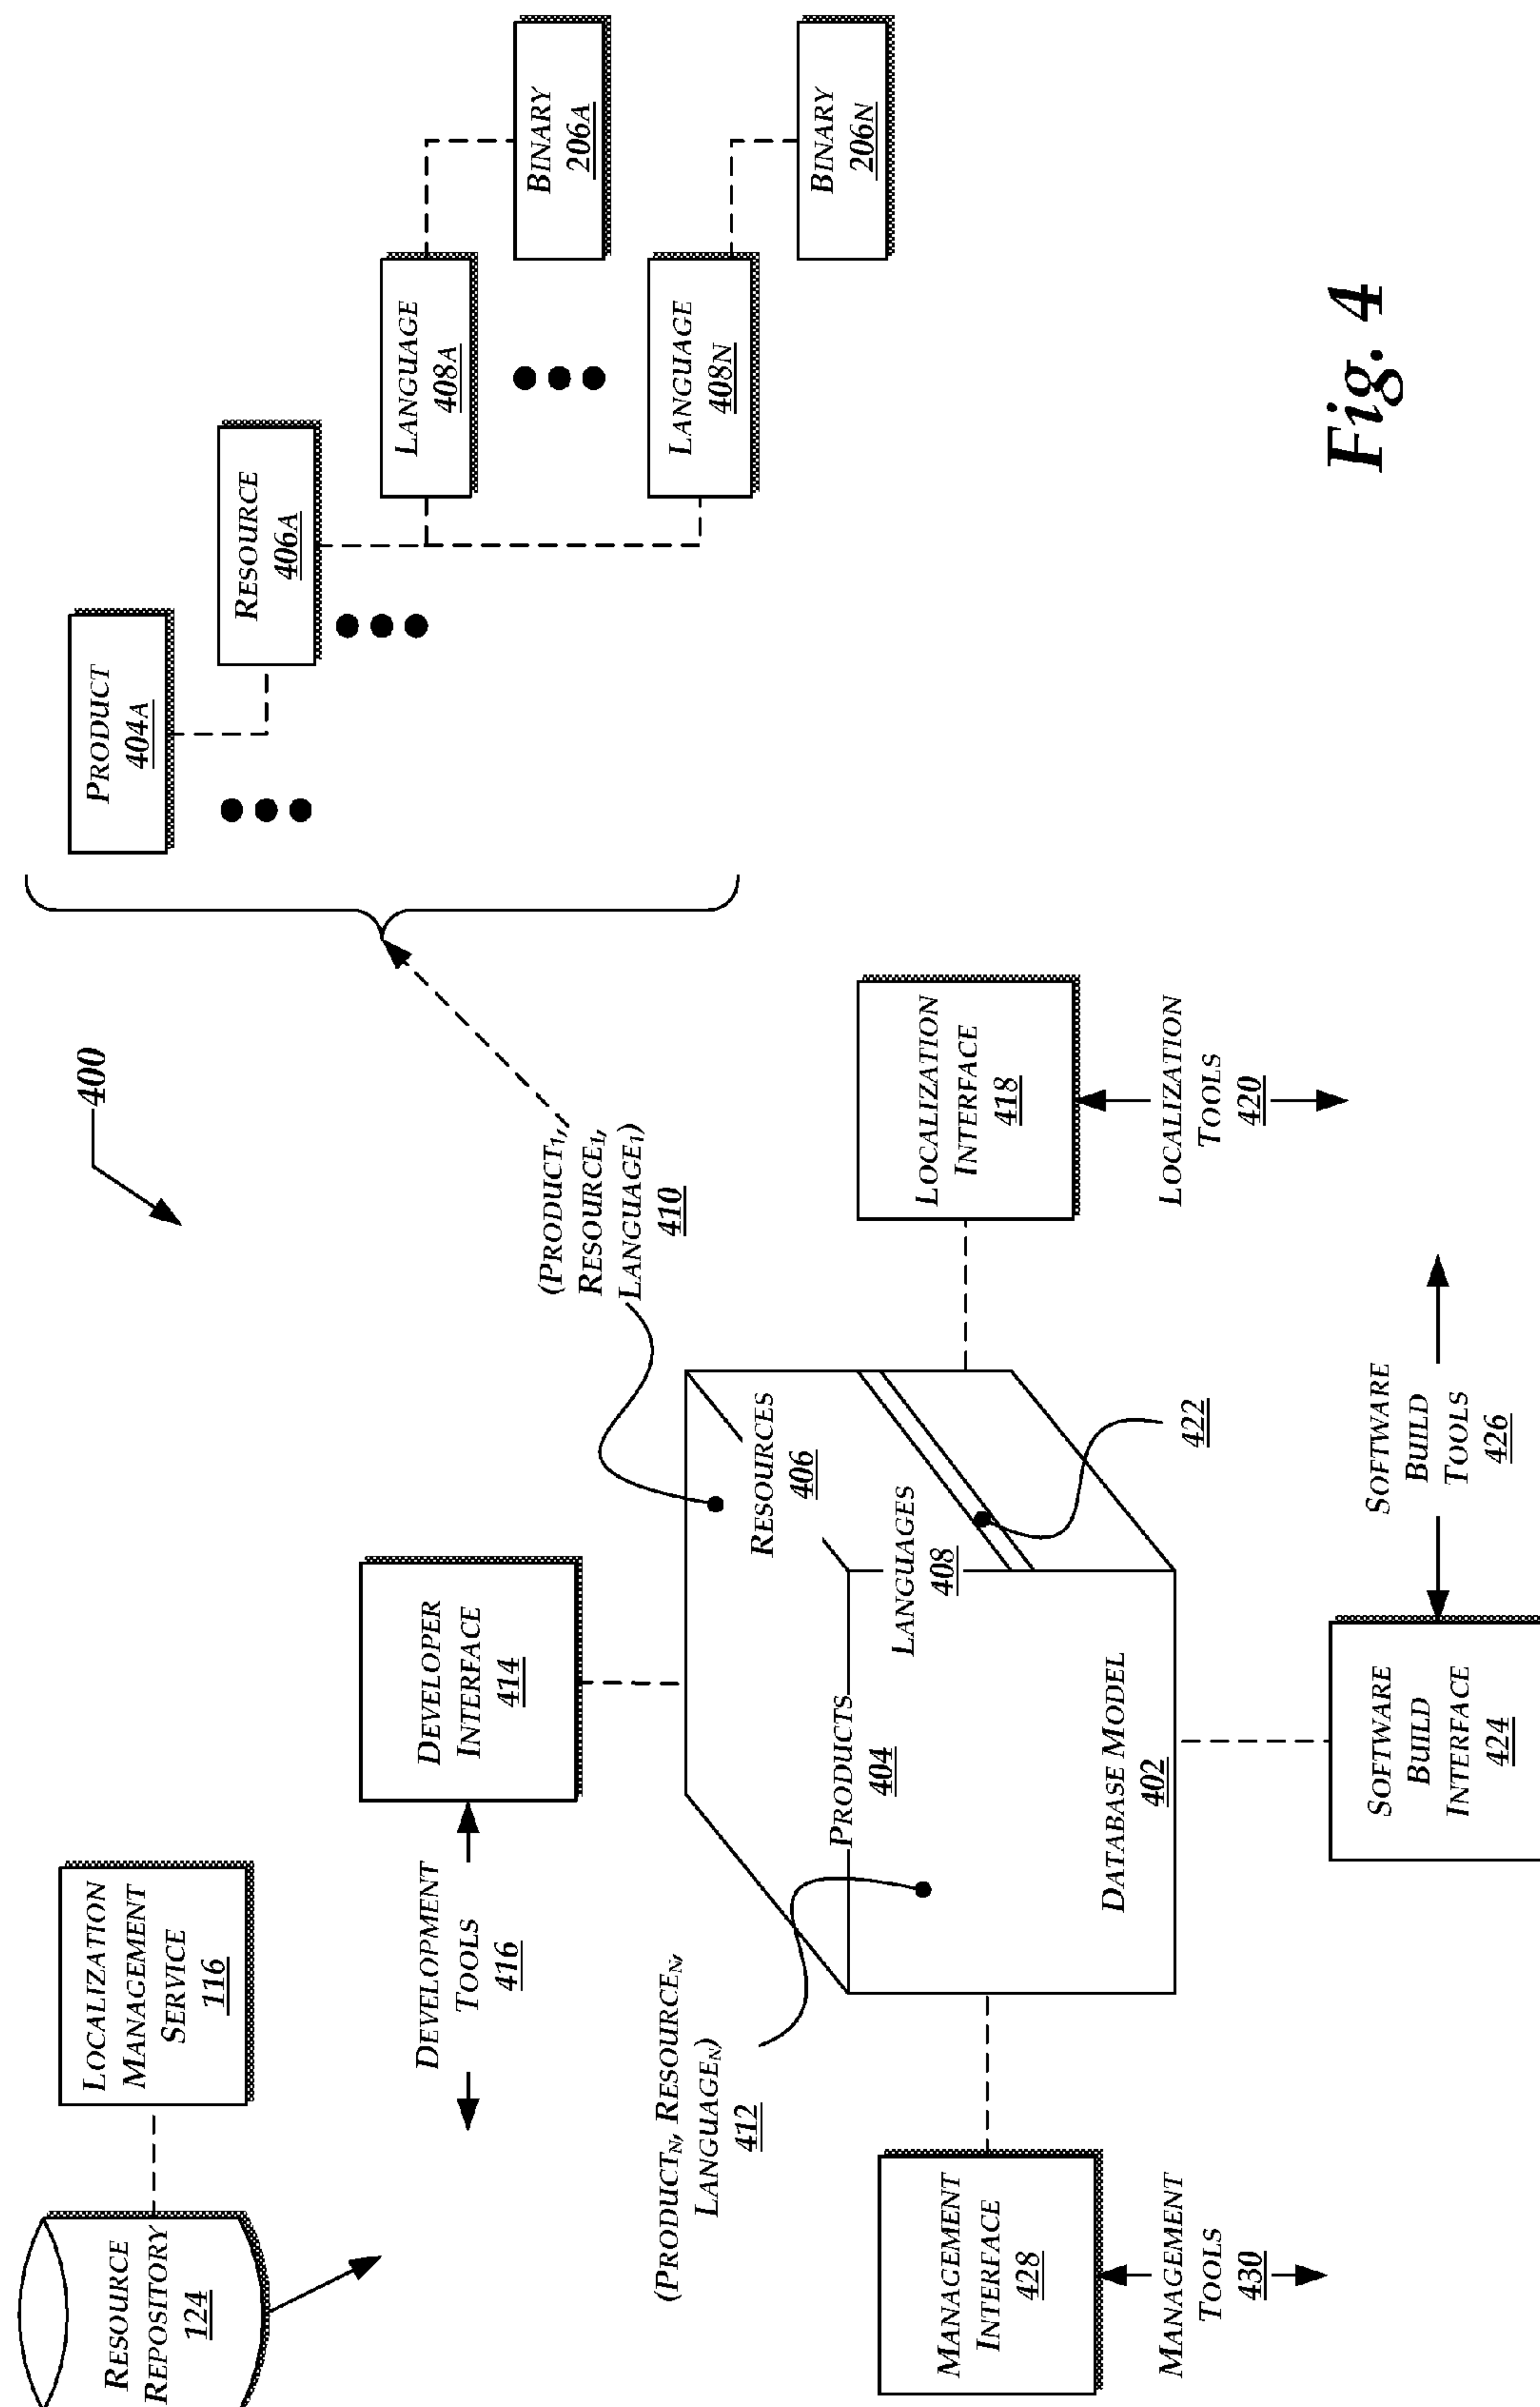 RESOURCE
REPOSITORY
124
LOCALIZATION
MANAGEMENT
SERVICE
116
400
PRODUCT
404A
RESOURCE
406A
LANGUAGE
408A
BINARY
206A
LANGUAGE
408N
BINARY
206N
DEVELOPMENT
TOOLS
416
DEVELOPER
INTERFACE
414
(PRODUCT₁,
RESOURCE₁,
LANGUAGE₁)
410
(PRODUCTN, RESOURCEN,
LANGUAGEN)
412
RESOURCES
406
PRODUCTS
404
LANGUAGES
408
DATABASE MODEL
402
422
MANAGEMENT
INTERFACE
428
MANAGEMENT
TOOLS
430
LOCALIZATION
INTERFACE
418
LOCALIZATION
TOOLS
420
SOFTWARE
BUILD
INTERFACE
424
SOFTWARE
BUILD
TOOLS
426
Fig. 4